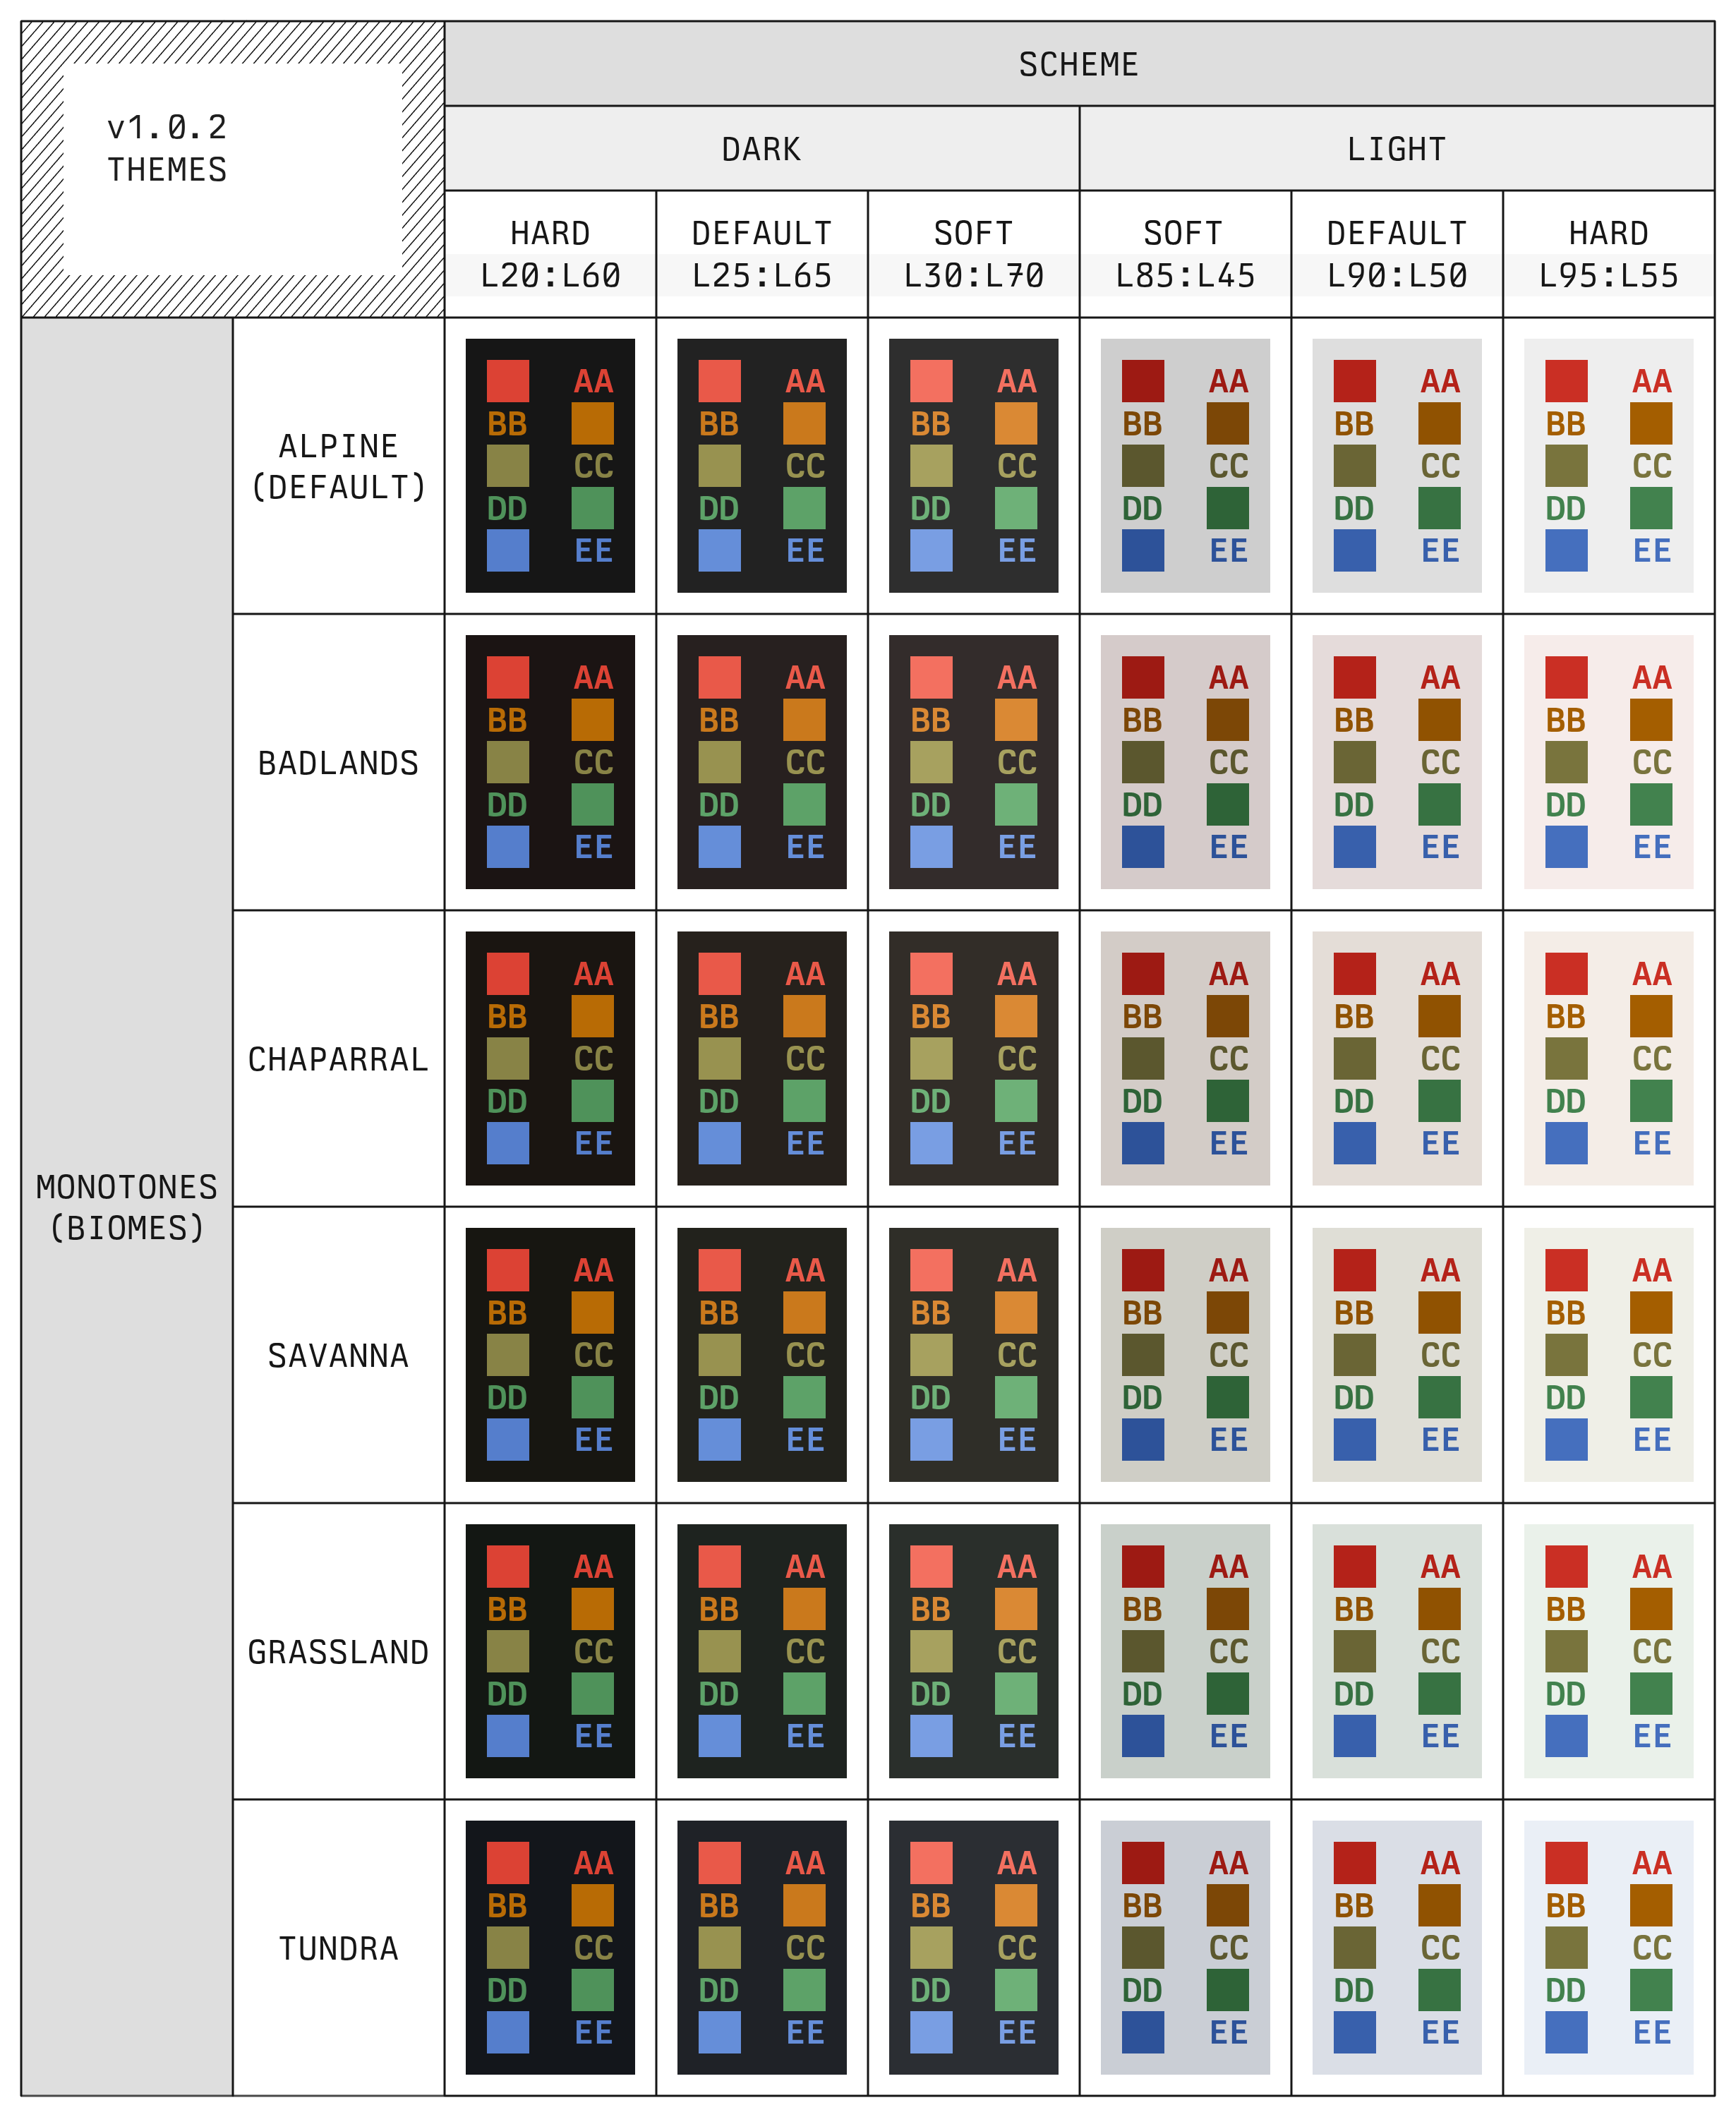 v1.0.2
THEMES
SCHEME
DARK
LIGHT
HARD
L20:L60
DEFAULT
L25:L65
SOFT
L30:L70
SOFT
L85:L45
DEFAULT
L90:L50
HARD
L95:L55
MONOTONES
(BIOMES)
ALPINE
(DEFAULT)
AA AA AA AA AA AA
BB BB BB BB BB BB
CC CC CC CC CC CC
DD DD DD DD DD DD
EE EE EE EE EE EE
BADLANDS
AA AA AA AA AA AA
BB BB BB BB BB BB
CC CC CC CC CC CC
DD DD DD DD DD DD
EE EE EE EE EE EE
CHAPARRAL
AA AA AA AA AA AA
BB BB BB BB BB BB
CC CC CC CC CC CC
DD DD DD DD DD DD
EE EE EE EE EE EE
SAVANNA
AA AA AA AA AA AA
BB BB BB BB BB BB
CC CC CC CC CC CC
DD DD DD DD DD DD
EE EE EE EE EE EE
GRASSLAND
AA AA AA AA AA AA
BB BB BB BB BB BB
CC CC CC CC CC CC
DD DD DD DD DD DD
EE EE EE EE EE EE
TUNDRA
AA AA AA AA AA AA
BB BB BB BB BB BB
CC CC CC CC CC CC
DD DD DD DD DD DD
EE EE EE EE EE EE